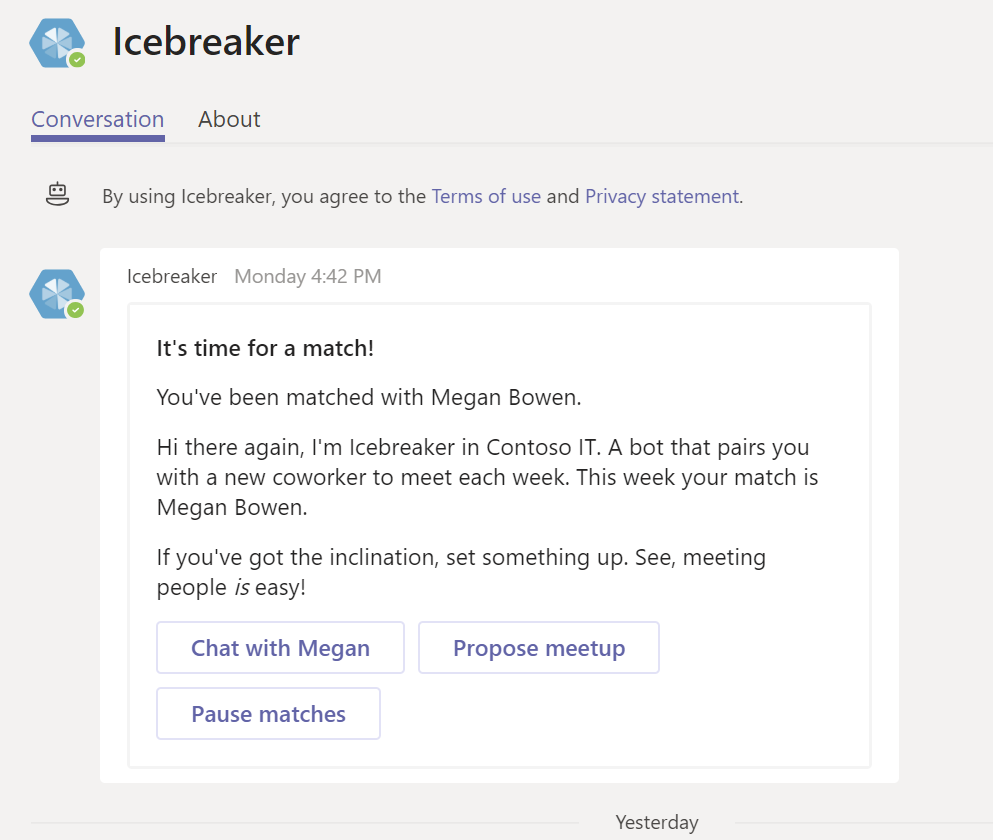 Icebreaker
Conversation About
By using Icebreaker, you agree to the Terms of use and Privacy statement.
Icebreaker Monday 4:42 PM
It's time for a match!
You've been matched with Megan Bowen.
Hi there again, I'm Icebreaker in Contoso IT. A bot that pairs you
with a new coworker to meet each week. This week your match is
Megan Bowen.
If you've got the inclination, set something up. See, meeting
people is easy!
Chat with Megan Propose meetup
Pause matches
Yesterday